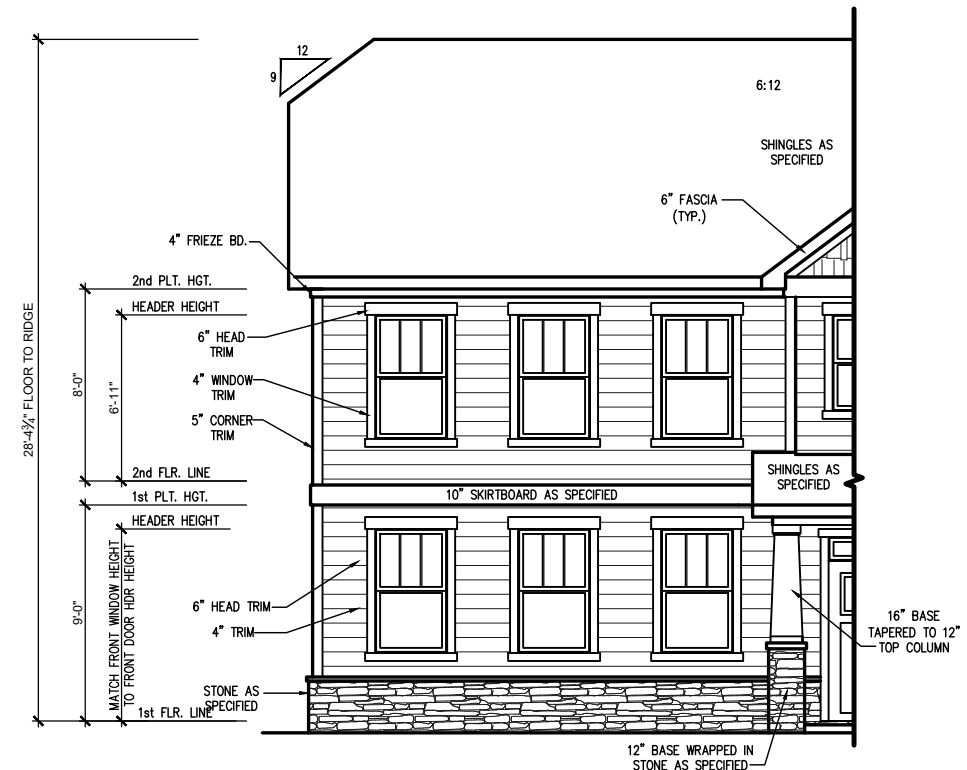 12
9
6:12
SHINGLES AS
SPECIFIED
6" FASCIA
(TYP.)
4" FRIEZE BD.
2nd PLT. HGT.
HEADER HEIGHT
6" HEAD
TRIM
4" WINDOW
TRIM
5" CORNER
TRIM
28'-4¾" FLOOR TO RIDGE
8'-0"
6'-11"
2nd FLR. LINE
1st PLT. HGT.
10" SKIRTBOARD AS SPECIFIED
SHINGLES AS
SPECIFIED
HEADER HEIGHT
9'-0"
MATCH FRONT WINDOW HEIGHT
TO FRONT DOOR HDR HEIGHT
6" HEAD TRIM
4" TRIM
16" BASE
TAPERED TO 12"
TOP COLUMN
STONE AS
SPECIFIED
1st FLR. LINE
12" BASE WRAPPED IN
STONE AS SPECIFIED